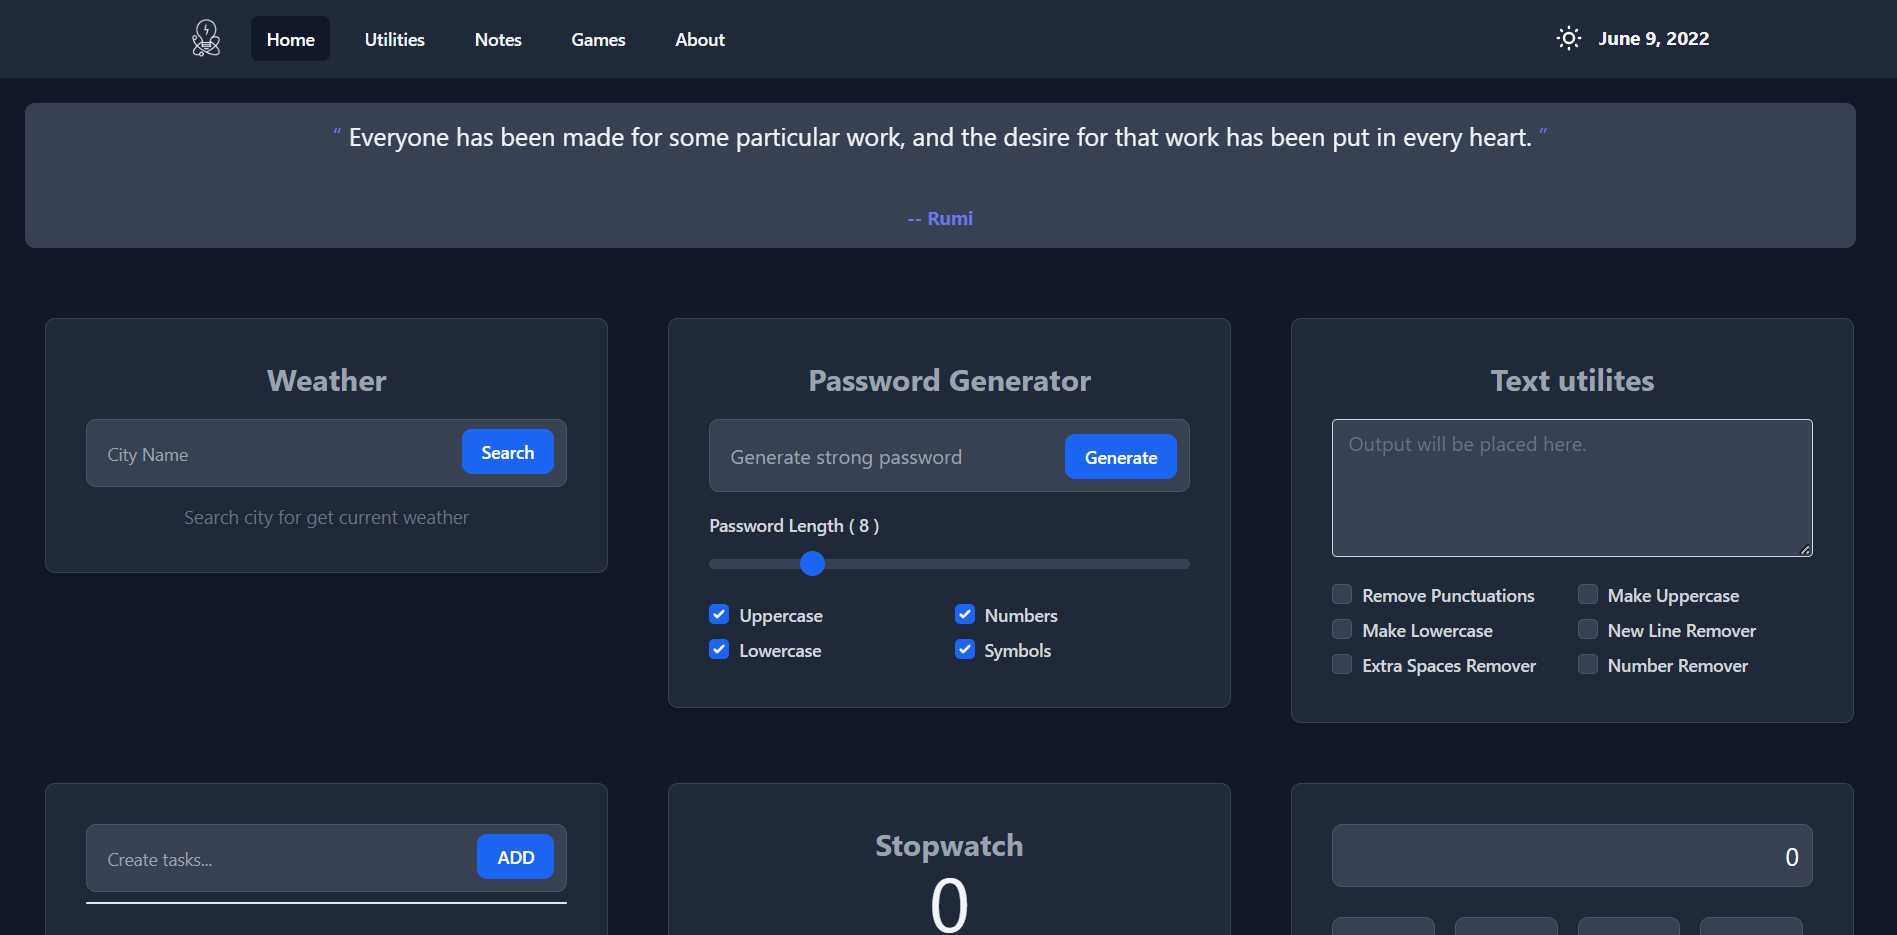 Home Utilities Notes Games About June 9, 2022
“ Everyone has been made for some particular work, and the desire for that work has been put in every heart. ”
-- Rumi
Weather
City Name Search
Search city for get current weather
Password Generator
Generate strong password Generate
Password Length ( 8 )
Uppercase Numbers
Lowercase Symbols
Text utilites
Output will be placed here.
Remove Punctuations Make Uppercase
Make Lowercase New Line Remover
Extra Spaces Remover Number Remover
Create tasks... ADD
Stopwatch
0
0